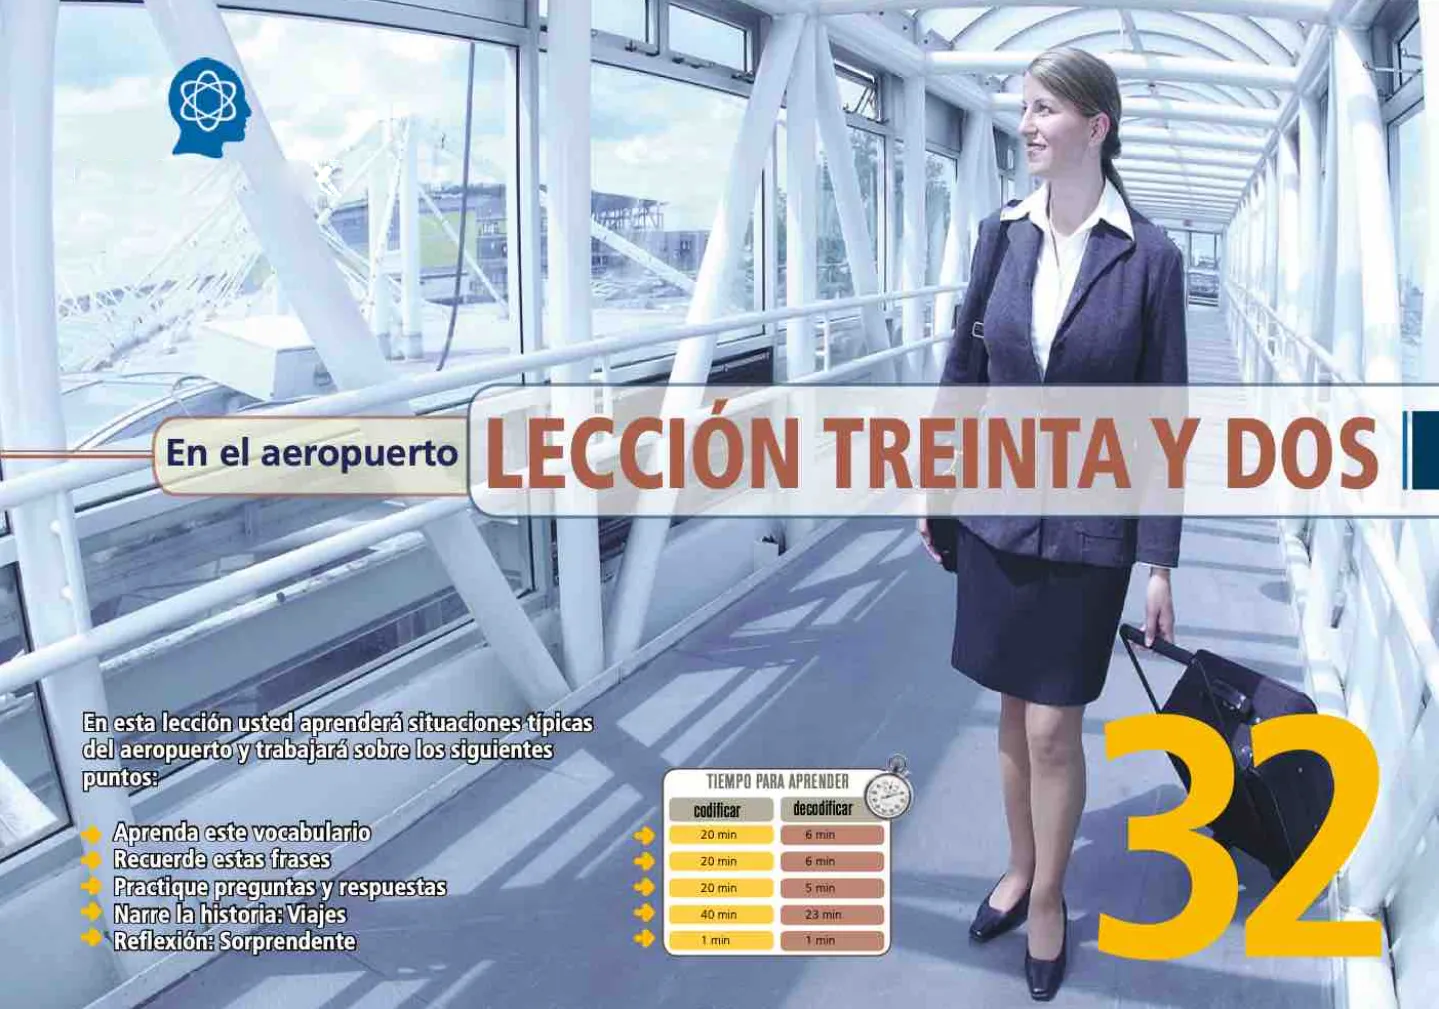 En el aeropuerto
LECCIÓN TREINTA Y DOS
En esta lección usted aprenderá situaciones típicas
del aeropuerto y trabajará sobre los siguientes
puntos:
Aprenda este vocabulario
Recuerde estas frases
Practique preguntas y respuestas
Narre la historia: Viajes
Reflexión: Sorprendente
TIEMPO PARA APRENDER
codificar decodificar
20 min 6 min
20 min 6 min
20 min 5 min
40 min 23 min
1 min 1 min
32